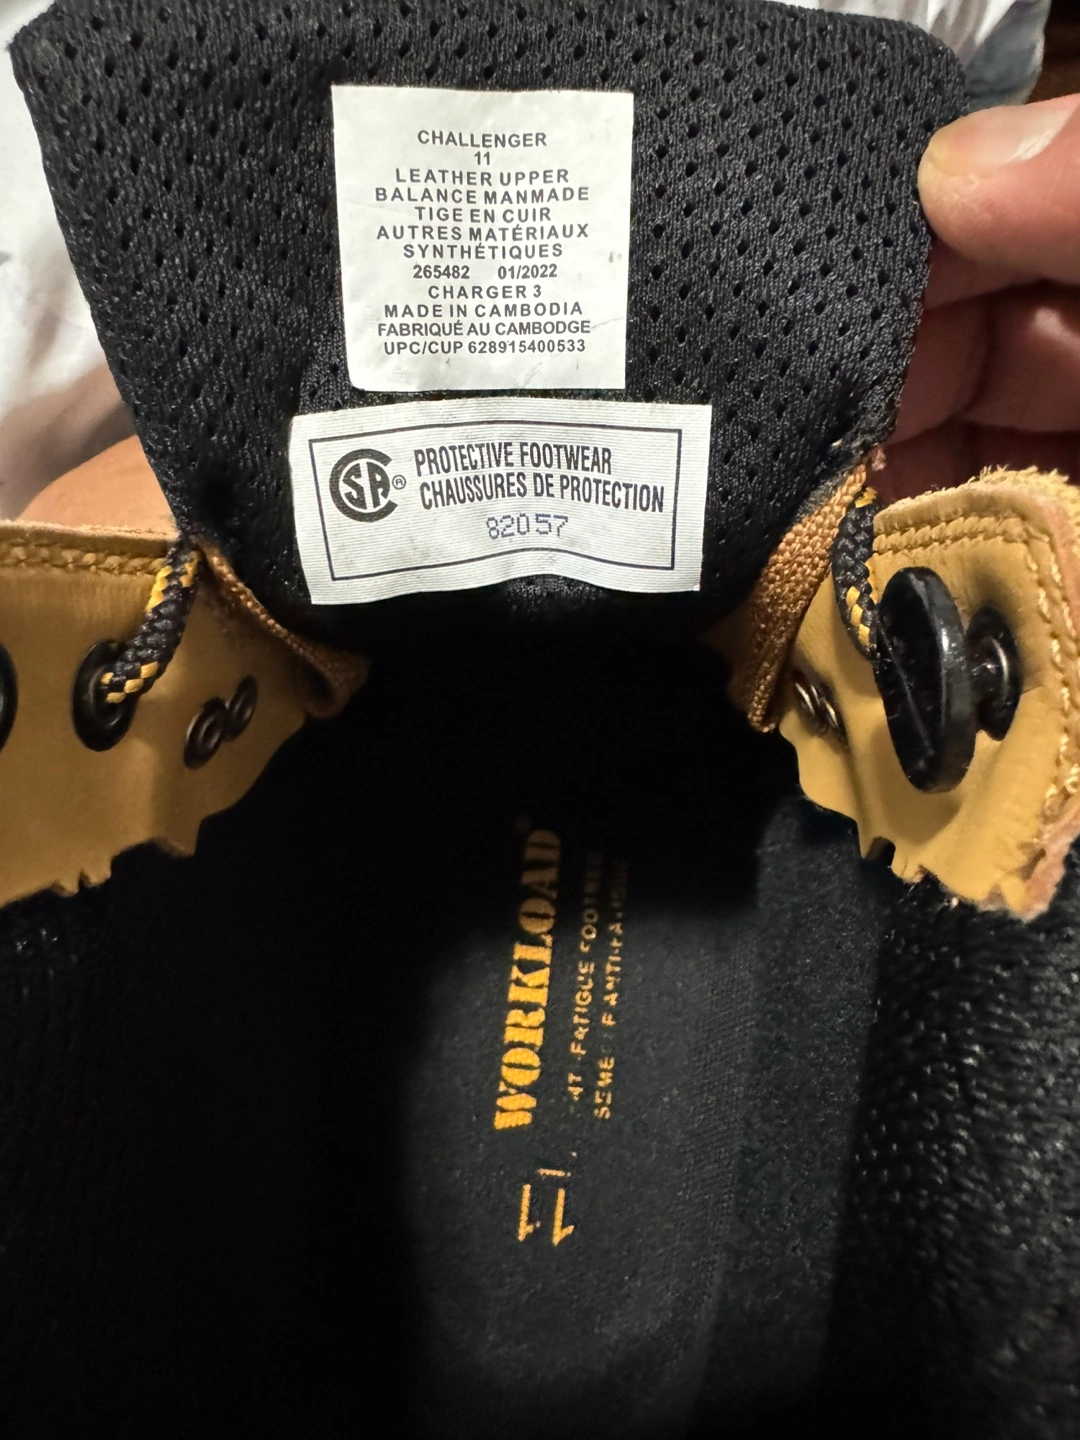 CHALLENGER
11
LEATHER UPPER
BALANCE MANMADE
TIGE EN CUIR
AUTRES MATÉRIAUX
SYNTHÉTIQUES
265482 01/2022
CHARGER 3
MADE IN CAMBODIA
FABRIQUÉ AU CAMBODGE
UPC/CUP 628915400533
CSA® PROTECTIVE FOOTWEAR
CHAUSSURES DE PROTECTION
82057
WORKLOAD
11